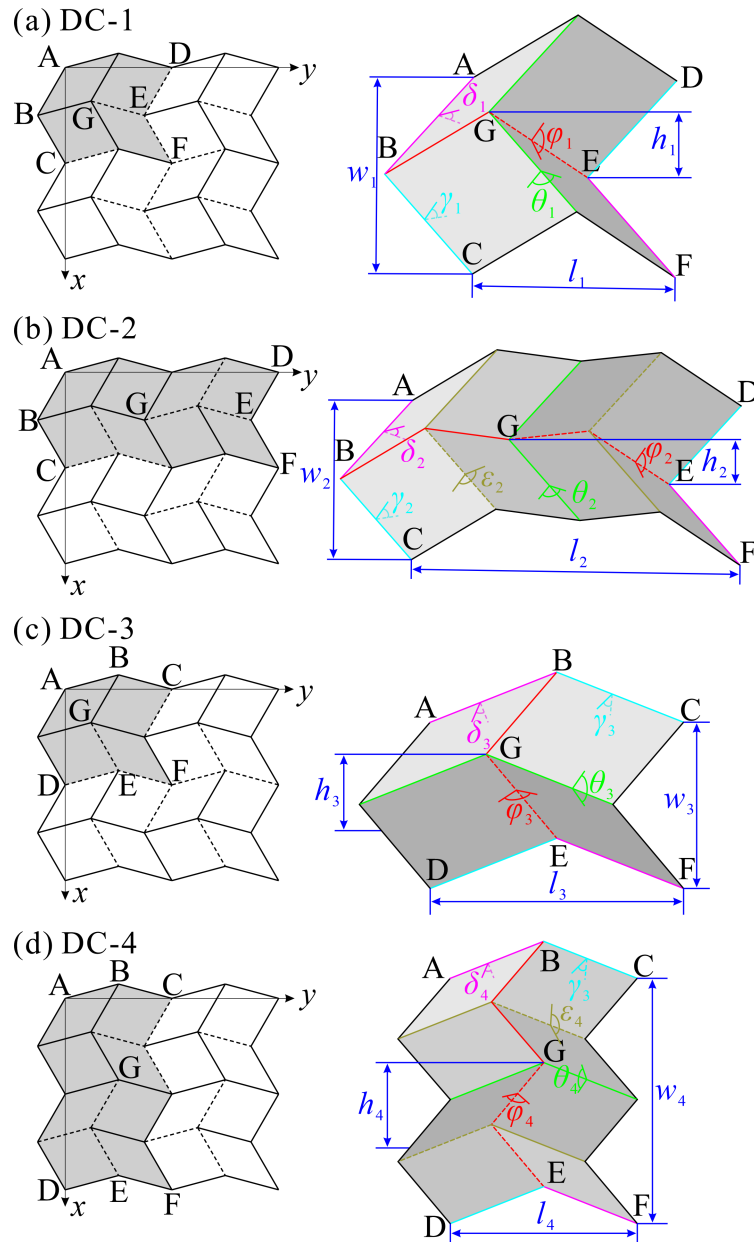 (a) DC-1
A D y
B E
G
C F
x
A D
δ₁
G h₁
B φ₁
w₁ E
γ₁ θ₁
C F
l₁
(b) DC-2
A D y
B G E
C F
x
A D
G
B δ₂ φ₂ h₂
w₂ ε₂ θ₂ E
γ₂
C F
l₂
(c) DC-3
A B C y
G
D E F
x
B
A C
δ₃ γ₃
G
h₃ θ₃ w₃
φ₃
E
D l₃ F
(d) DC-4
A B C y
G
D E F
x
A B C
δ₄ γ₃
ε₄
G
θ₄
h₄ φ₄ w₄
E
D l₄ F